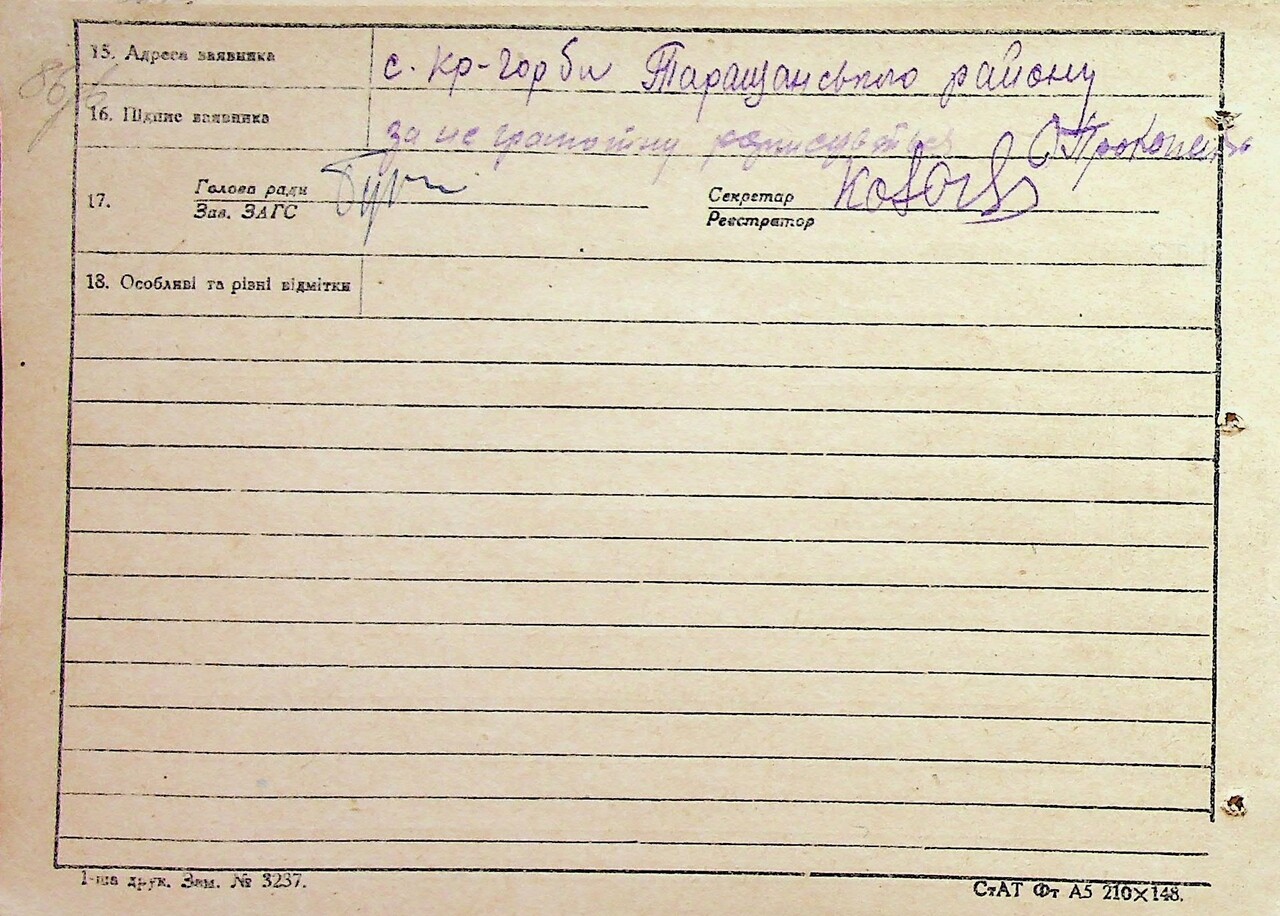 15. Адреса заявника с. Кр-Горби Таращанського району
16. Підпис заявника за не грамотну розписуеться О Прокопенко
17. Голова ради Секретар
Зав. ЗАГС Реєстратор
18. Особливі та різні відмітки
1-ша друк. Зам. № 3237.
СтАТ Фт А5 210×148.